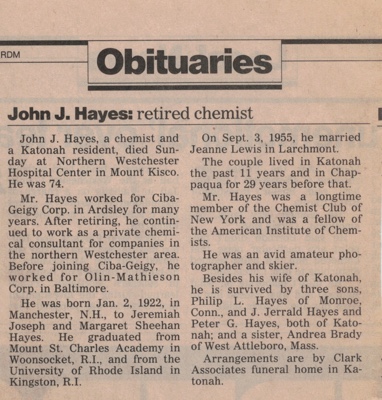 RDM
Obituaries
John J. Hayes: retired chemist
John J. Hayes, a chemist and
a Katonah resident, died Sun-
day at Northern Westchester
Hospital Center in Mount Kisco.
He was 74.
Mr. Hayes worked for Ciba-
Geigy Corp. in Ardsley for many
years. After retiring, he contin-
ued to work as a private chemi-
cal consultant for companies in
the northern Westchester area.
Before joining Ciba-Geigy, he
worked for Olin-Mathieson
Corp. in Baltimore.
He was born Jan. 2, 1922, in
Manchester, N.H., to Jeremiah
Joseph and Margaret Sheehan
Hayes. He graduated from
Mount St. Charles Academy in
Woonsocket, R.I., and from the
University of Rhode Island in
Kingston, R.I.
On Sept. 3, 1955, he married
Jeanne Lewis in Larchmont.
The couple lived in Katonah
the past 11 years and in Chap-
paqua for 29 years before that.
Mr. Hayes was a longtime
member of the Chemist Club of
New York and was a fellow of
the American Institute of Chem-
ists.
He was an avid amateur pho-
tographer and skier.
Besides his wife of Katonah,
he is survived by three sons,
Philip L. Hayes of Monroe,
Conn., and J. Jerrald Hayes and
Peter G. Hayes, both of Kato-
nah; and a sister, Andrea Brady
of West Attleboro, Mass.
Arrangements are by Clark
Associates funeral home in Ka-
tonah.